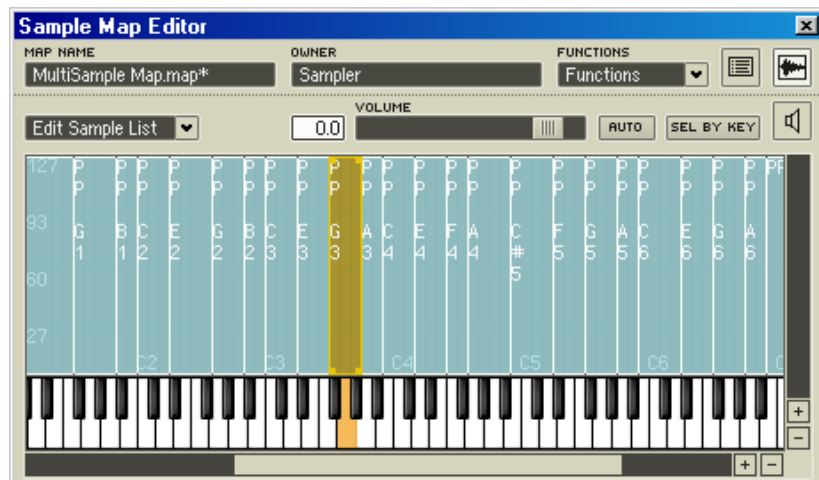 Sample Map Editor
MAP NAME OWNER FUNCTIONS
MultiSample Map.map* Sampler Functions
VOLUME
Edit Sample List 0.0 AUTO SEL BY KEY
127 P P P P P P P P P P P P P P P P P P P P P P PP
P P P P P P P P P P P P P P P P P P P P P P
93 G B C E G B C E G A C E F A C F G A C E G A
1 1 2 2 2 2 3 3 3 3 4 4 4 4 # 5 5 5 6 6 6 6
60 5
27
C2 C3 C4 C5 C6
+
−
+ −